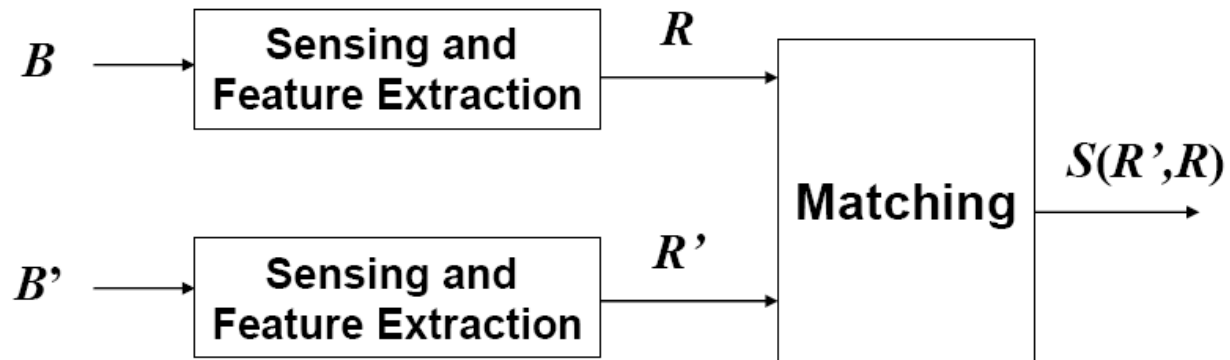 B
Sensing and
Feature Extraction
R
Matching
S(R’,R)
B’
Sensing and
Feature Extraction
R’